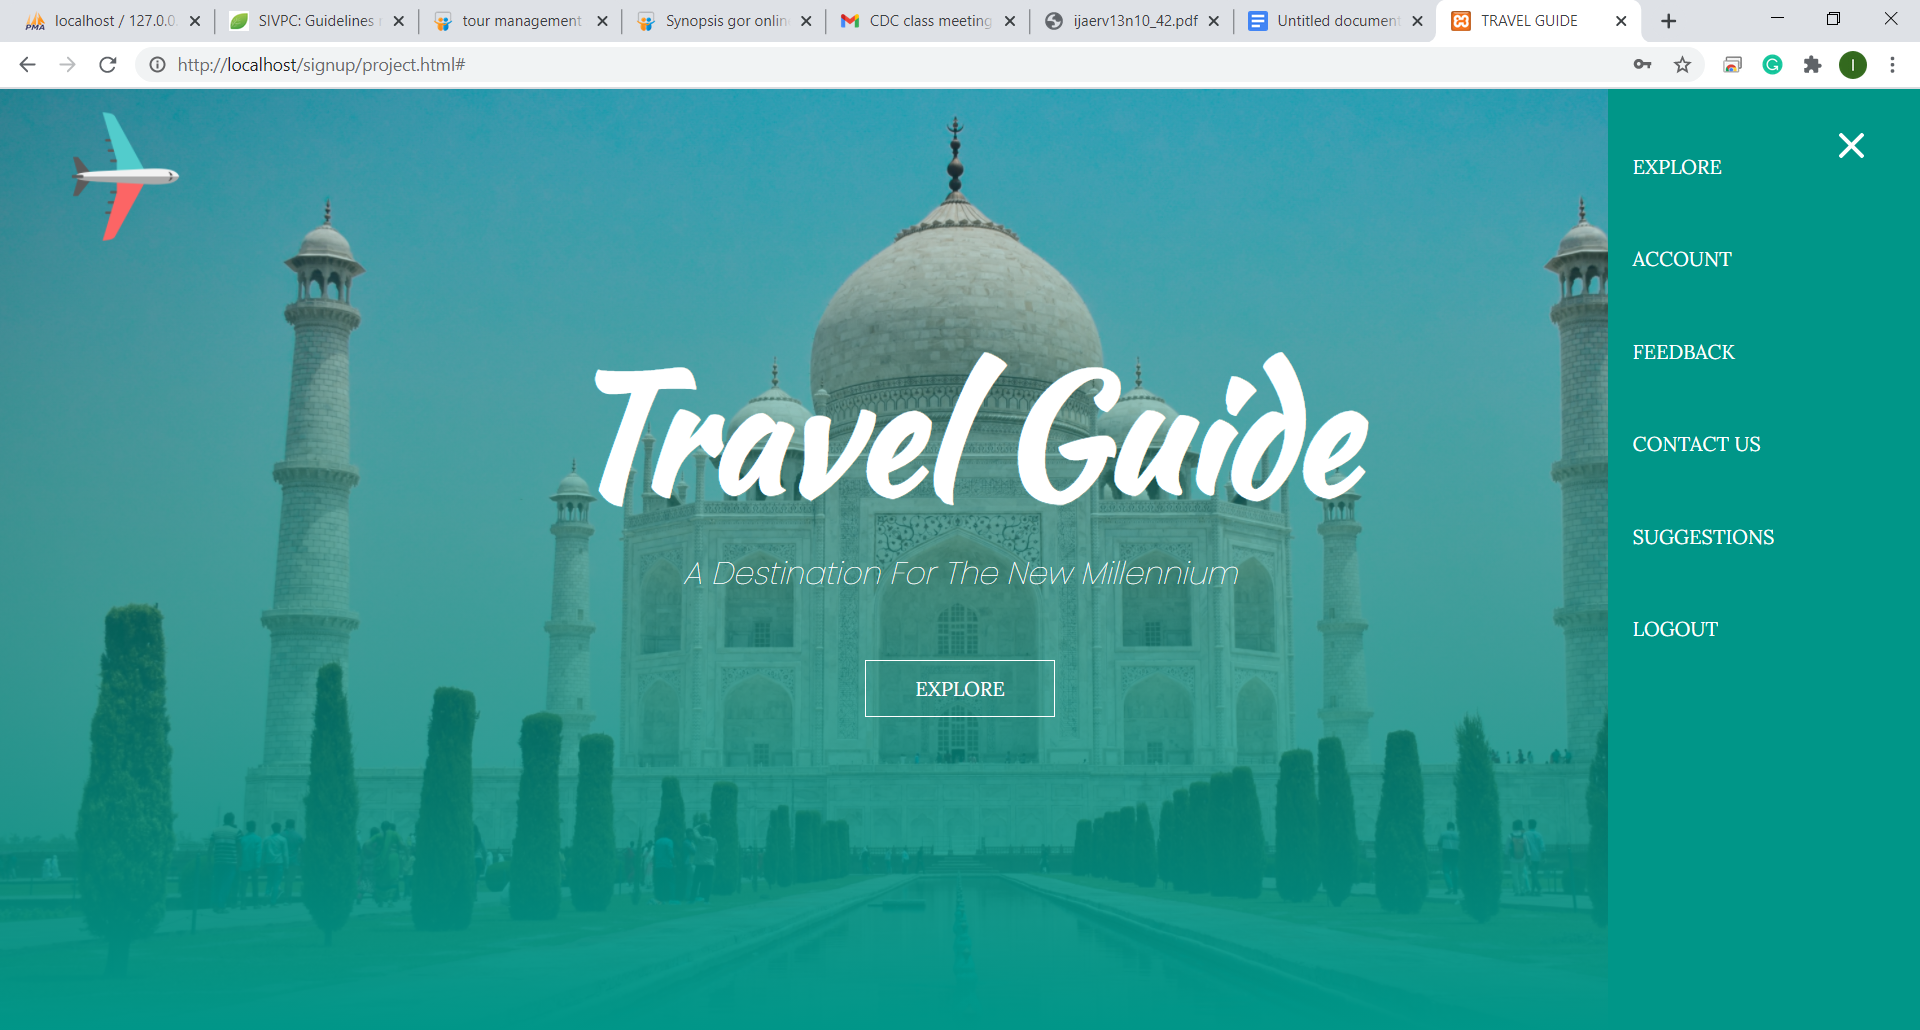 localhost / 127.0.0
SIVPC: Guidelines
tour management
Synopsis gor onlin
CDC class meeting
ijaerv13n10_42.pdf
Untitled document
TRAVEL GUIDE
http://localhost/signup/project.html#
I
EXPLORE
ACCOUNT
FEEDBACK
CONTACT US
SUGGESTIONS
LOGOUT
Travel Guide
A Destination For The New Millennium
EXPLORE